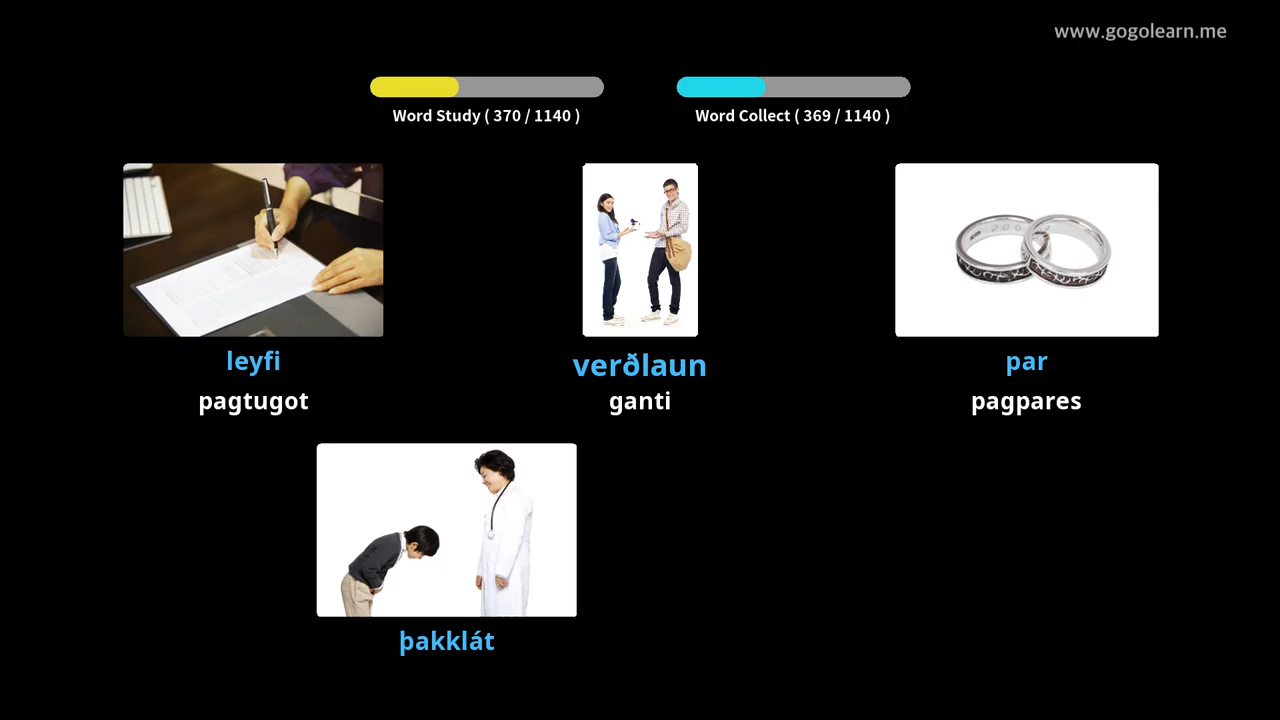 www.gogolearn.me
Word Study ( 370 / 1140 )
Word Collect ( 369 / 1140 )
leyfi
verðlaun
par
pagtugot
ganti
pagpares
þakklát